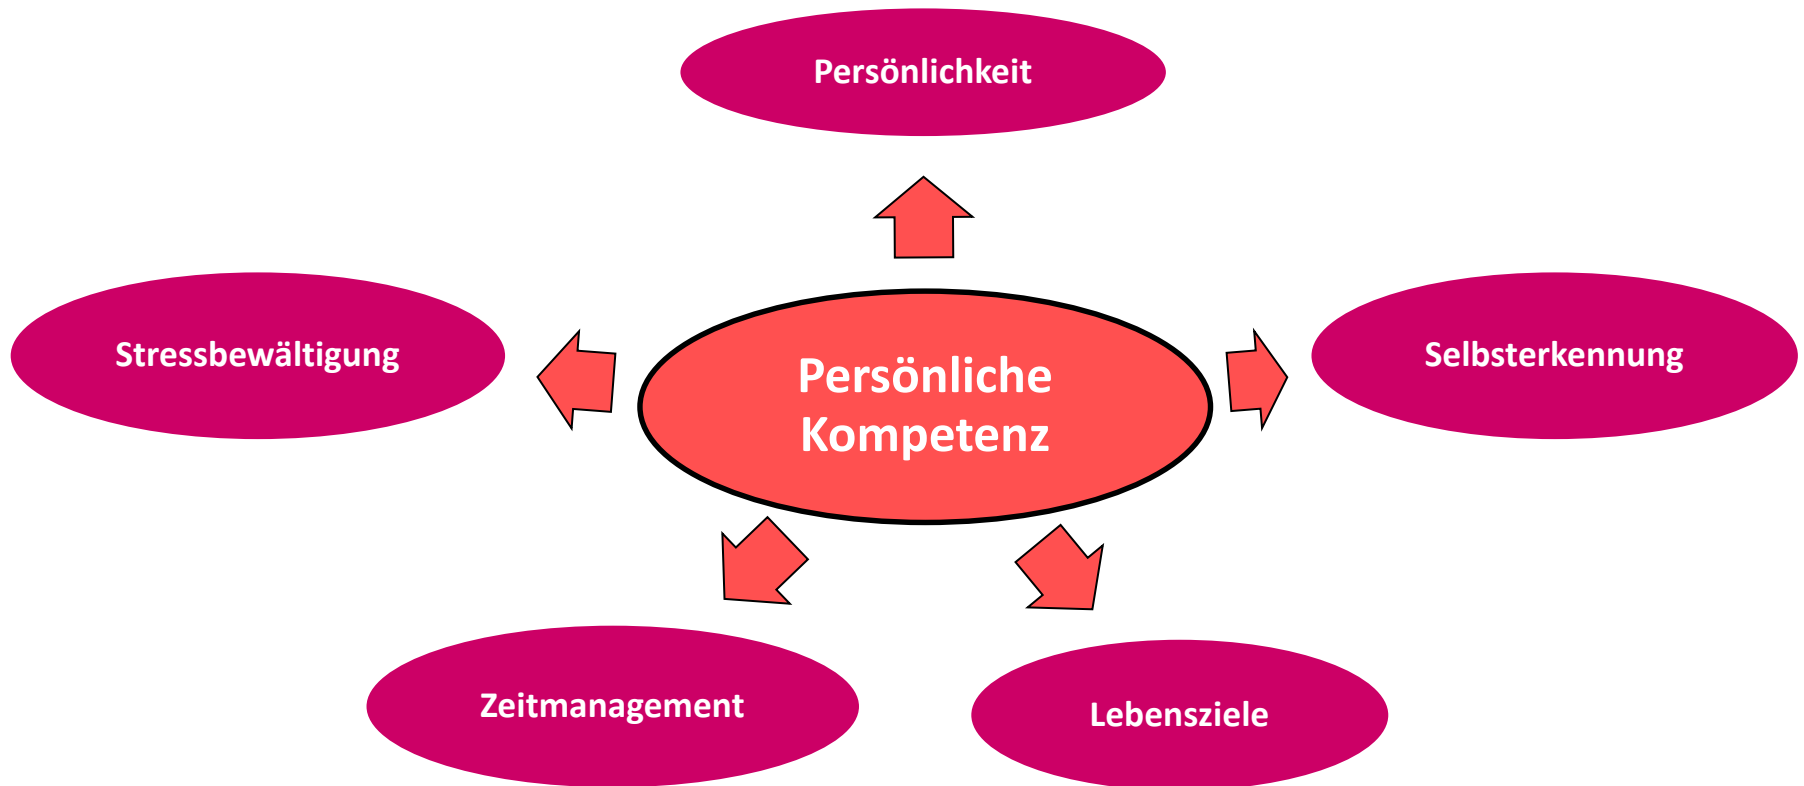 Persönlichkeit
Stressbewältigung
Selbsterkennung
Persönliche
Kompetenz
Zeitmanagement
Lebensziele